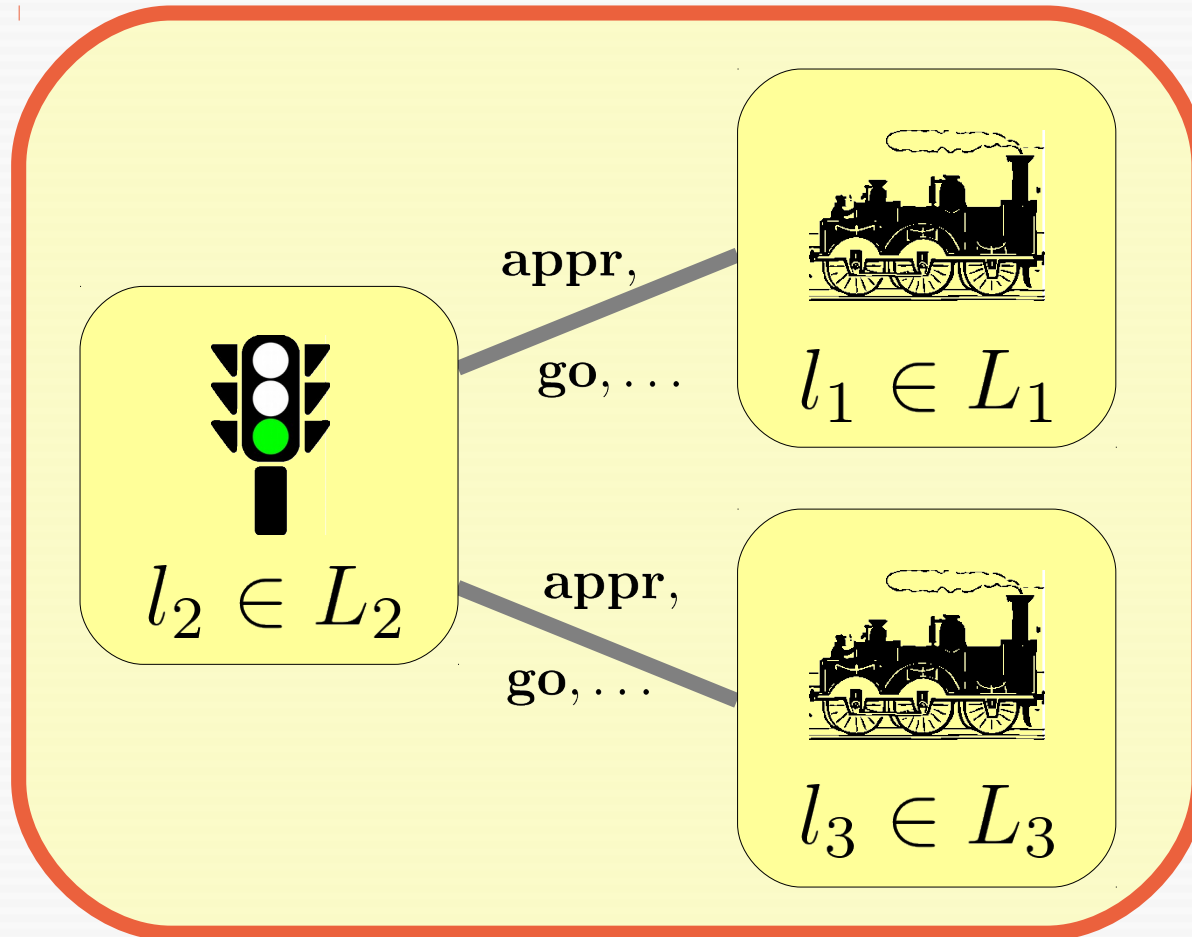 appr,
go, . . .
l₁ ∈ L₁
l₂ ∈ L₂
appr,
go, . . .
l₃ ∈ L₃